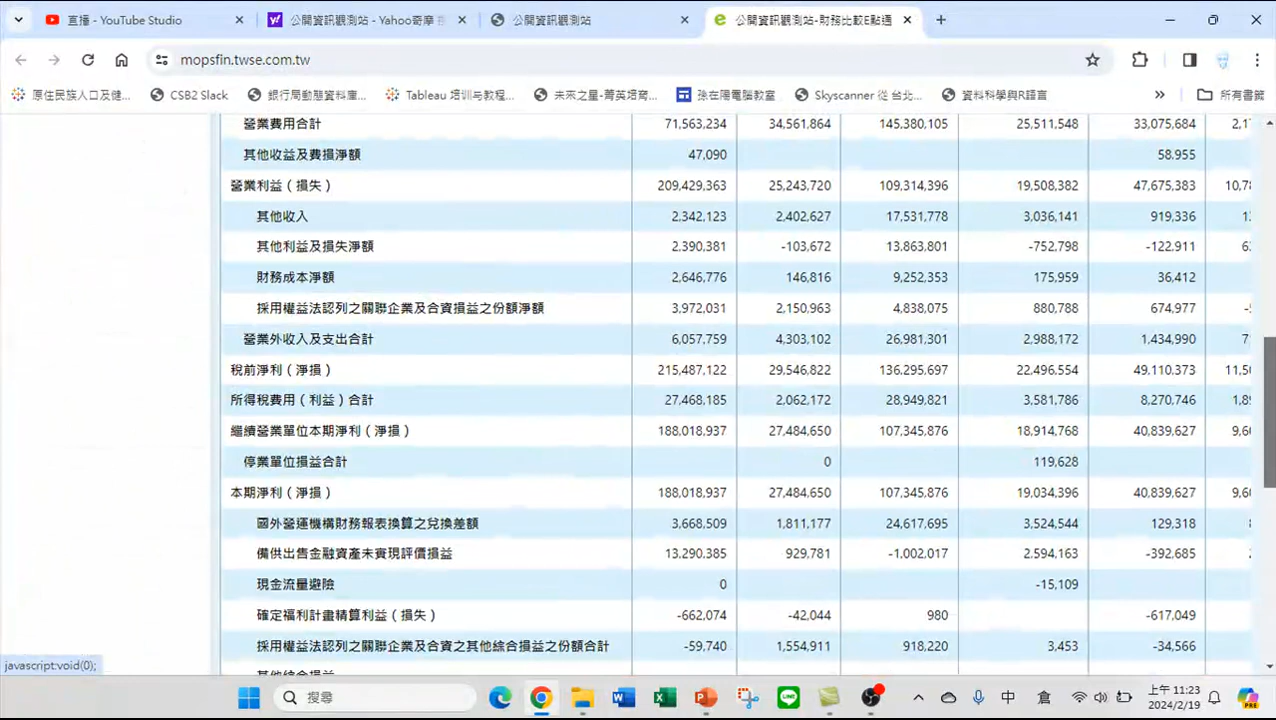 直播 - YouTube Studio
公開資訊觀測站 - Yahoo奇摩
公開資訊觀測站
公開資訊觀測站-財務比較E點通
mopsfin.twse.com.tw
原住民族人口及健...
CSB2 Slack
銀行局動態資料庫...
Tableau 培训与教程...
未來之星-菁英培育...
孫在陽電腦教室
Skyscanner 從 台北...
資料科學與R語言
所有書籤
營業費用合計 71,563,234 34,561,864 145,380,105 25,511,548 33,075,684 2,1
其他收益及費損淨額 47,090 58,955
營業利益（損失） 209,429,363 25,243,720 109,314,396 19,508,382 47,675,383 10,78
其他收入 2,342,123 2,402,627 17,531,778 3,036,141 919,336 1
其他利益及損失淨額 2,390,381 -103,672 13,863,801 -752,798 -122,911 6
財務成本淨額 2,646,776 146,816 9,252,353 175,959 36,412
採用權益法認列之關聯企業及合資損益之份額淨額 3,972,031 2,150,963 4,838,075 880,788 674,977 -5
營業外收入及支出合計 6,057,759 4,303,102 26,981,301 2,988,172 1,434,990 7
稅前淨利（淨損） 215,487,122 29,546,822 136,295,697 22,496,554 49,110,373 11,50
所得稅費用（利益）合計 27,468,185 2,062,172 28,949,821 3,581,786 8,270,746 1,89
繼續營業單位本期淨利（淨損） 188,018,937 27,484,650 107,345,876 18,914,768 40,839,627 9,60
停業單位損益合計 0 119,628
本期淨利（淨損） 188,018,937 27,484,650 107,345,876 19,034,396 40,839,627 9,60
國外營運機構財務報表換算之兌換差額 3,668,509 1,811,177 24,617,695 3,524,544 129,318
備供出售金融資產未實現評價損益 13,290,385 929,781 -1,002,017 2,594,163 -392,685
現金流量避險 0 -15,109
確定福利計畫精算利益（損失） -662,074 -42,044 980 -617,049
採用權益法認列之關聯企業及合資之其他綜合損益之份額合計 -59,740 1,554,911 918,220 3,453 -34,566
javascript:void(0);
搜尋
中
上午 11:23
2024/2/19
PRE